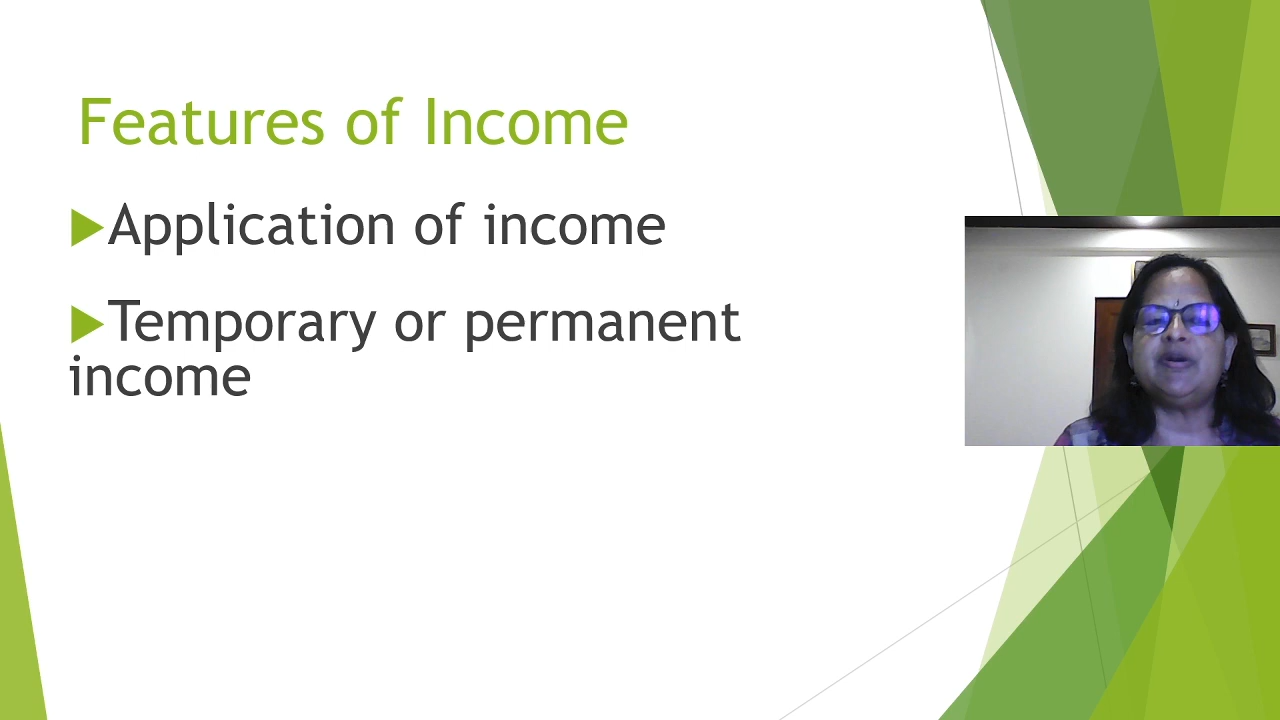 Features of Income
Application of income
Temporary or permanent
income